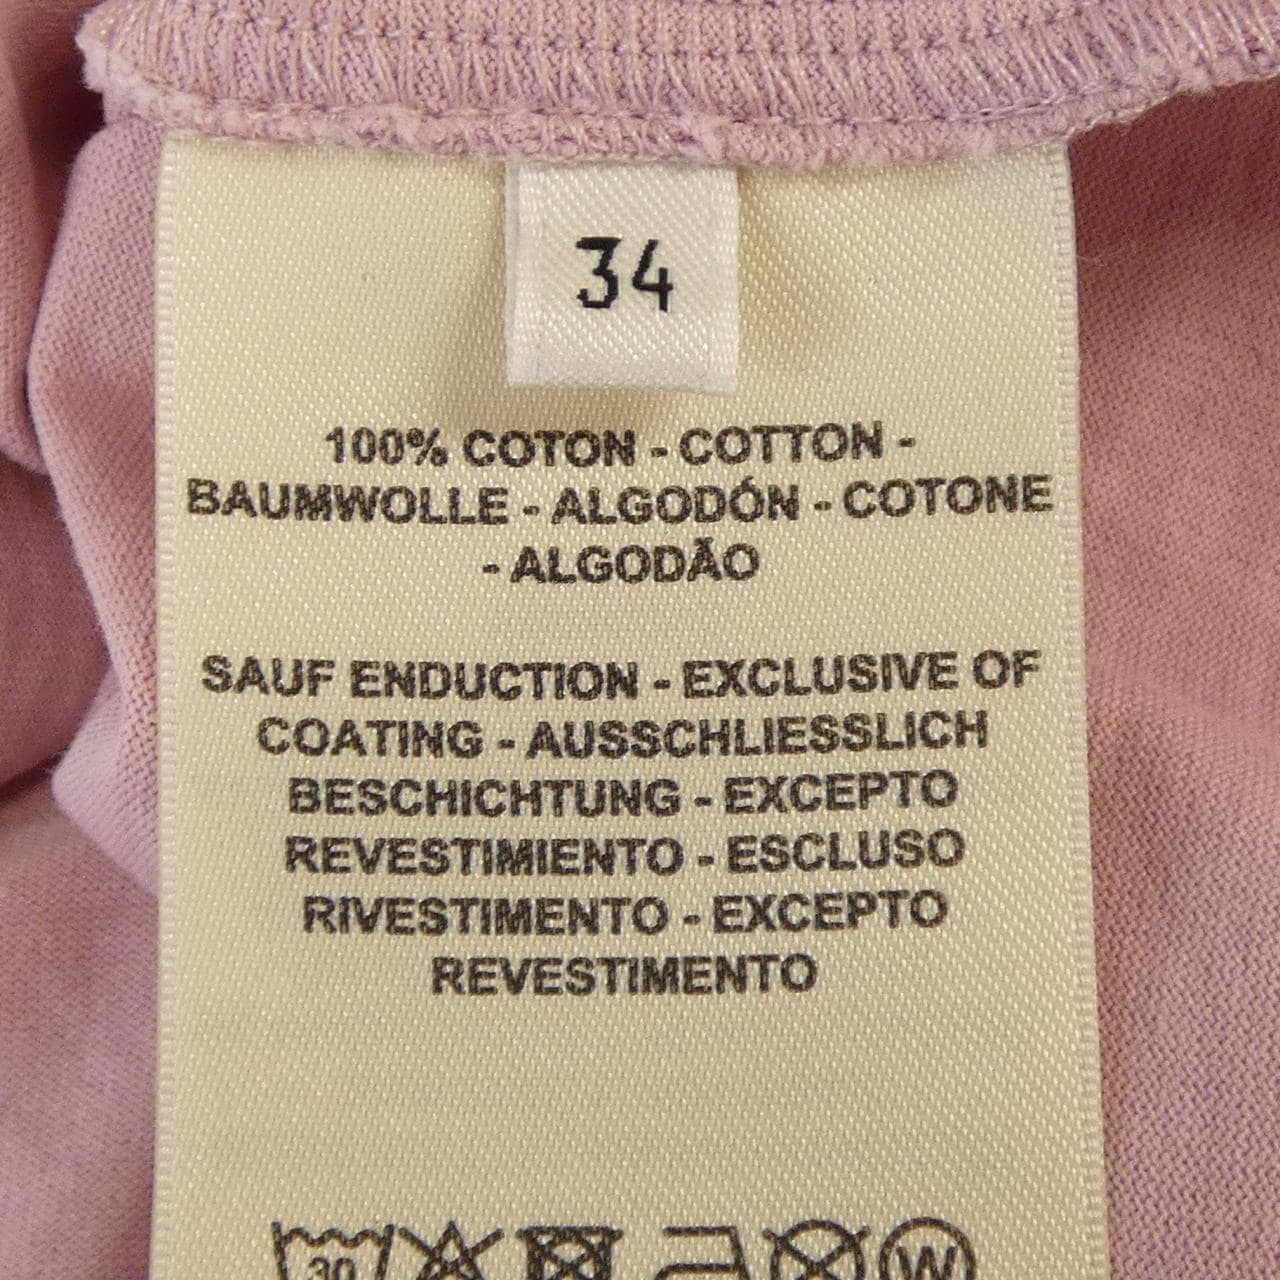 34
100% COTON - COTTON -
BAUMWOLLE - ALGODÓN - COTONE
- ALGODÃO
SAUF ENDUCTION - EXCLUSIVE OF
COATING - AUSSCHLIESSLICH
BESCHICHTUNG - EXCEPTO
REVESTIMIENTO - ESCLUSO
RIVESTIMENTO - EXCEPTO
REVESTIMENTO
30 W